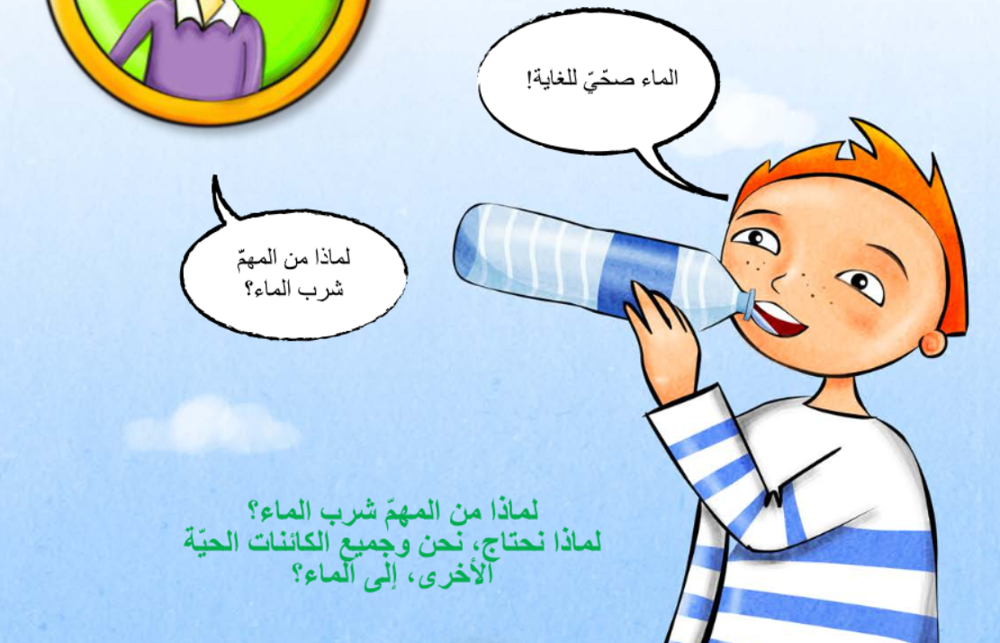 الماء صحّيّ للغاية!
لماذا من المهمّ
شرب الماء؟
لماذا من المهمّ شرب الماء؟
لماذا نحتاج، نحن وجميع الكائنات الحيّة
الأخرى، إلى الماء؟